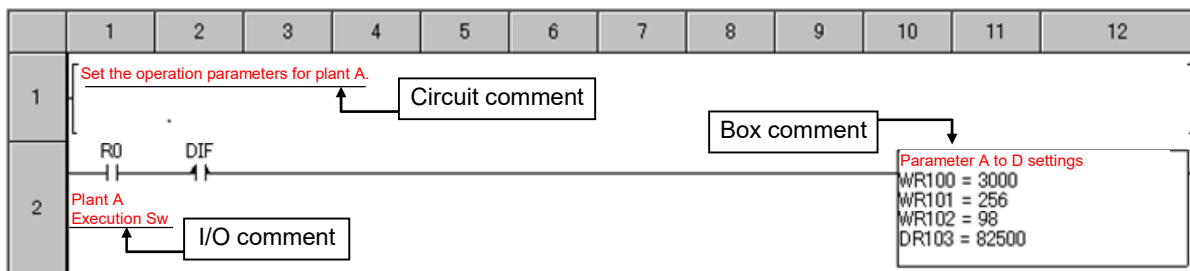 1 2 3 4 5 6 7 8 9 10 11 12
1
Set the operation parameters for plant A.
Circuit comment
Box comment
R0 DIF
2
Plant A
Execution Sw
I/O comment
Parameter A to D settings
WR100 = 3000
WR101 = 256
WR102 = 98
DR103 = 82500